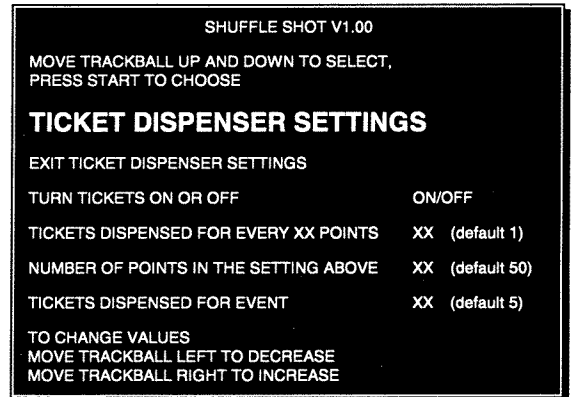 SHUFFLE SHOT V1.00
MOVE TRACKBALL UP AND DOWN TO SELECT,
PRESS START TO CHOOSE
TICKET DISPENSER SETTINGS
EXIT TICKET DISPENSER SETTINGS
TURN TICKETS ON OR OFF ON/OFF
TICKETS DISPENSED FOR EVERY XX POINTS XX (default 1)
NUMBER OF POINTS IN THE SETTING ABOVE XX (default 50)
TICKETS DISPENSED FOR EVENT XX (default 5)
TO CHANGE VALUES
MOVE TRACKBALL LEFT TO DECREASE
MOVE TRACKBALL RIGHT TO INCREASE